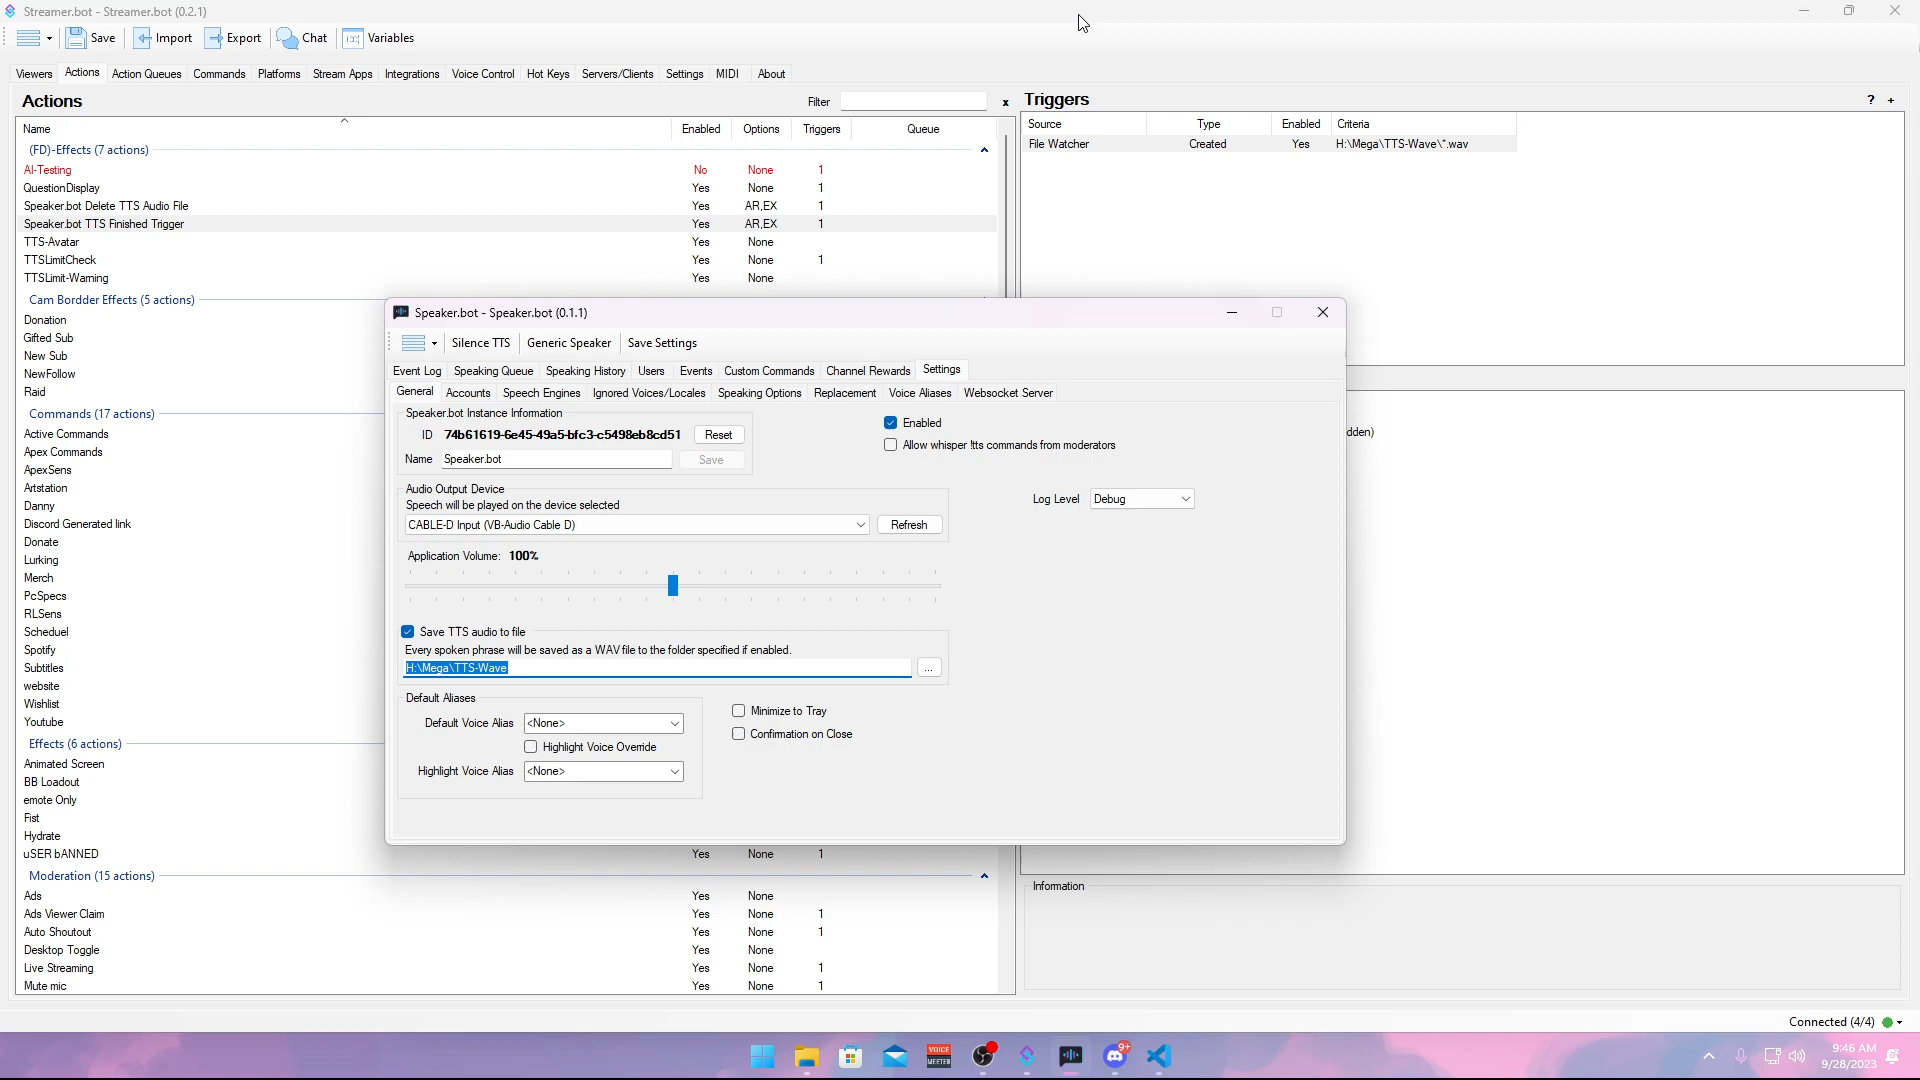 Streamer.bot - Streamer.bot (0.2.1)
Save Import Export Chat Variables
Viewers Actions Action Queues Commands Platforms Stream Apps Integrations Voice Control Hot Keys Servers/Clients Settings MIDI About
Actions
Filter
x
Name Enabled Options Triggers Queue
(FD)-Effects (7 actions)
AI-Testing No None 1
QuestionDisplay Yes None 1
Speaker.bot Delete TTS Audio File Yes AR,EX 1
Speaker.bot TTS Finished Trigger Yes AR,EX 1
TTS-Avatar Yes None
TTSLimitCheck Yes None 1
TTSLimit-Warning Yes None
Cam Bordder Effects (5 actions)
Donation
Gifted Sub
New Sub
NewFollow
Raid
Commands (17 actions)
Active Commands
Apex Commands
ApexSens
Artstation
Danny
Discord Generated link
Donate
Lurking
Merch
PcSpecs
RLSens
Scheduel
Spotify
Subtitles
website
Wishlist
Youtube
Effects (6 actions)
Animated Screen
BB Loadout
emote Only
Fist
Hydrate
uSER bANNED Yes None 1
Moderation (15 actions)
Ads Yes None
Ads Viewer Claim Yes None 1
Auto Shoutout Yes None 1
Desktop Toggle Yes None
Live Streaming Yes None 1
Mute mic Yes None 1
Triggers
? +
Source Type Enabled Criteria
File Watcher Created Yes H:\Mega\TTS-Wave\*.wav
dden)
Information
Speaker.bot - Speaker.bot (0.1.1)
Silence TTS Generic Speaker Save Settings
Event Log Speaking Queue Speaking History Users Events Custom Commands Channel Rewards Settings
General Accounts Speech Engines Ignored Voices/Locales Speaking Options Replacement Voice Aliases Websocket Server
Speaker.bot Instance Information
ID 74b61619-6e45-49a5-bfc3-c5498eb8cd51 Reset
Name Speaker.bot Save
Enabled
Allow whisper !tts commands from moderators
Audio Output Device
Speech will be played on the device selected
CABLE-D Input (VB-Audio Cable D) Refresh
Log Level Debug
Application Volume: 100%
Save TTS audio to file
Every spoken phrase will be saved as a WAV file to the folder specified if enabled.
H:\Mega\TTS-Wave ...
Default Aliases
Default Voice Alias <None>
Highlight Voice Override
Highlight Voice Alias <None>
Minimize to Tray
Confirmation on Close
Connected (4/4)
VOICE
MEETER
9+
9:46 AM
9/28/2023